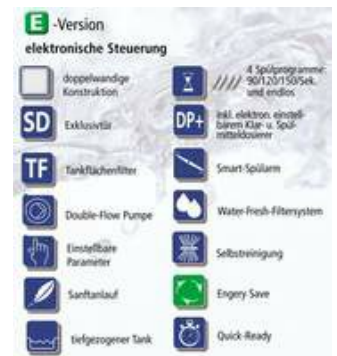 E -Version
elektronische Steuerung
doppelwandige
Konstruktion
SD Exklusivtür
TF Tankflächenfilter
Double-Flow Pumpe
Einstellbare
Parameter
Sanftanlauf
tiefgezogener Tank
4 Spülprogramme:
90/120/150/Sek.
und endlos
DP+ inkl. elektron. einstell-
barem Klar- u. Spül-
mitteldosierer
Smart-Spülarm
Water-Fresh-Filtersystem
Selbstreinigung
Engery Save
Quick-Ready